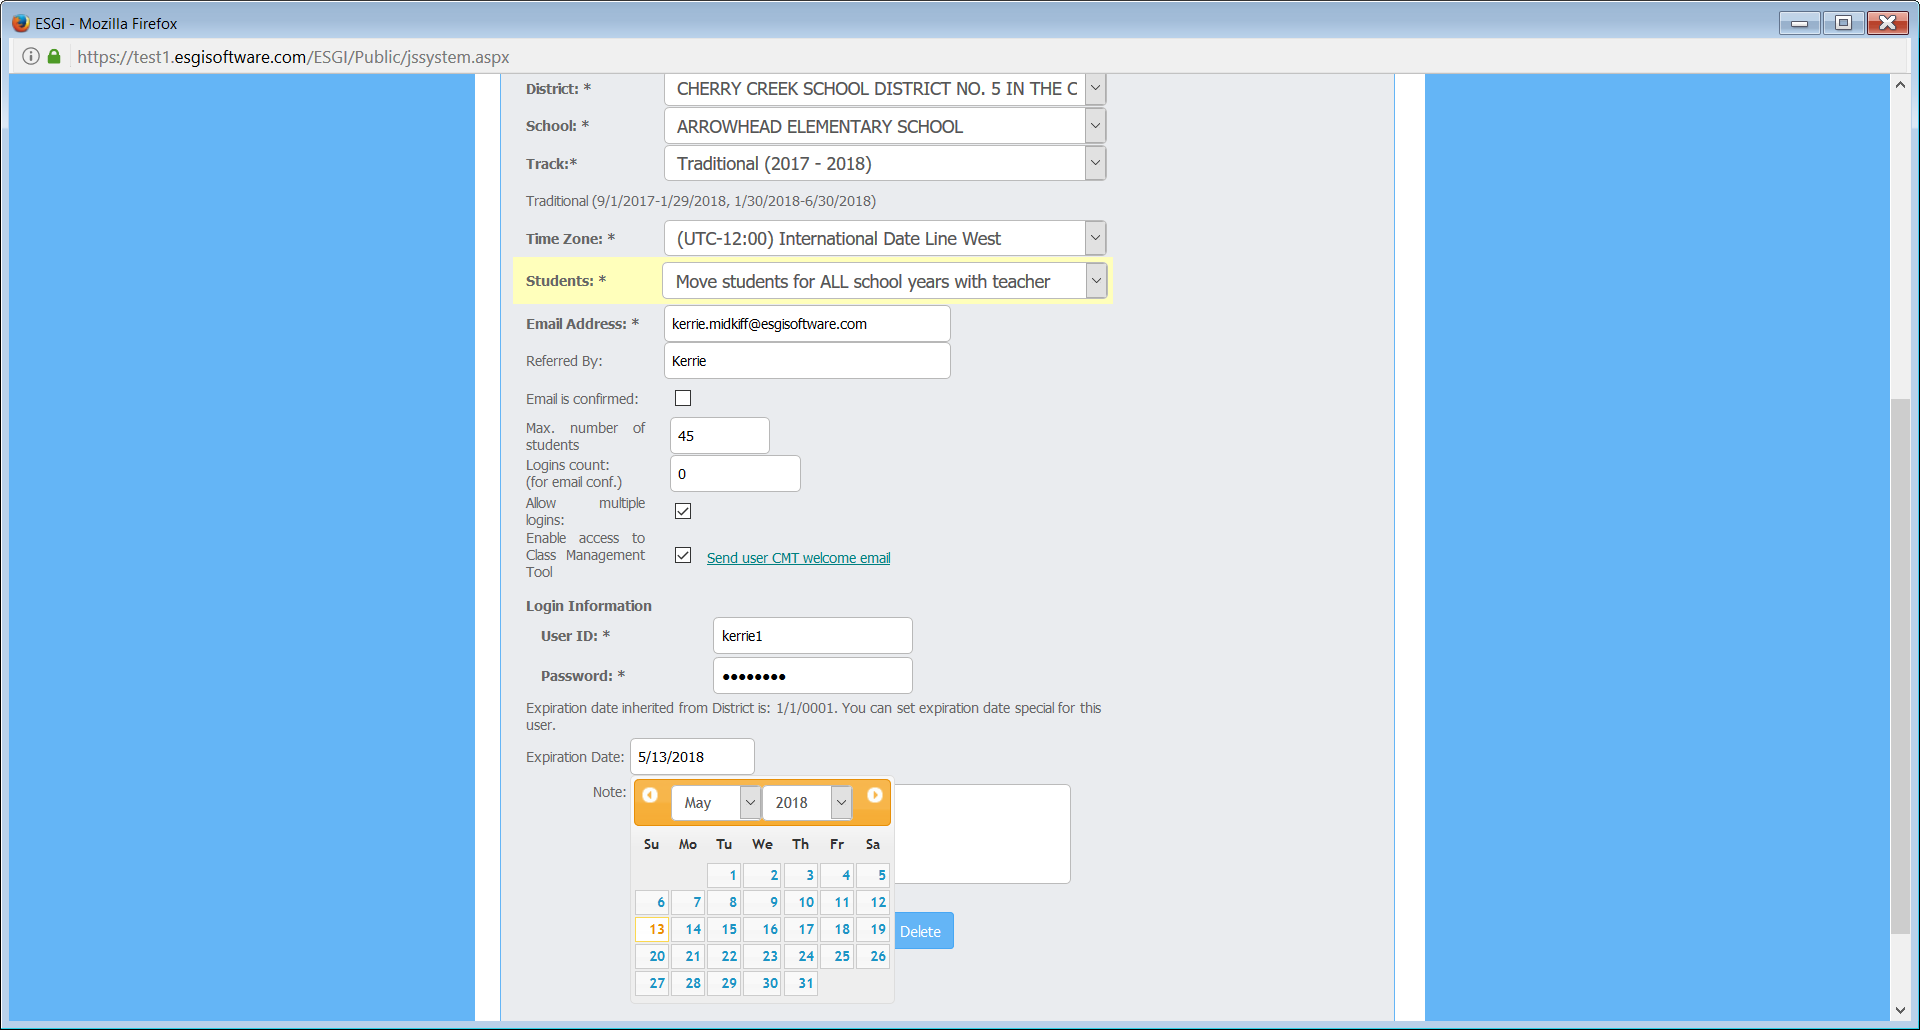 ESGI - Mozilla Firefox
https://test1.esgisoftware.com/ESGI/Public/jssystem.aspx
District: * CHERRY CREEK SCHOOL DISTRICT NO. 5 IN THE C
School: * ARROWHEAD ELEMENTARY SCHOOL
Track:* Traditional (2017 - 2018)
Traditional (9/1/2017-1/29/2018, 1/30/2018-6/30/2018)
Time Zone: * (UTC-12:00) International Date Line West
Students: * Move students for ALL school years with teacher
Email Address: * kerrie.midkiff@esgisoftware.com
Referred By: Kerrie
Email is confirmed:
Max. number of
students
45
Logins count:
(for email conf.)
0
Allow multiple
logins:
Enable access to
Class Management
Tool
Send user CMT welcome email
Login Information
User ID: * kerrie1
Password: * ••••••••
Expiration date inherited from District is: 1/1/0001. You can set expiration date special for this
user.
Expiration Date: 5/13/2018
Note:
May 2018
Su Mo Tu We Th Fr Sa
1 2 3 4 5
6 7 8 9 10 11 12
13 14 15 16 17 18 19
Delete
20 21 22 23 24 25 26
27 28 29 30 31